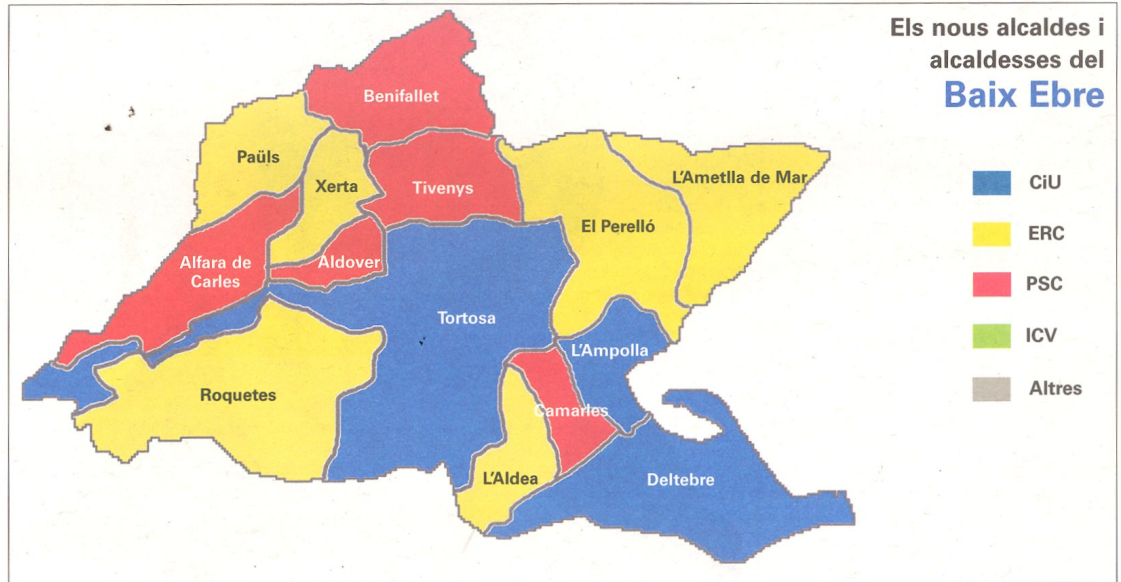 Els nous alcaldes i
alcaldesses del
Baix Ebre
Benifallet
Paüls
Xerta
Tivenys
L'Ametlla de Mar
El Perelló
Alfara de
Carles
Aldover
Tortosa
L'Ampolla
Roquetes
Camarles
L'Aldea
Deltebre
CiU
ERC
PSC
ICV
Altres